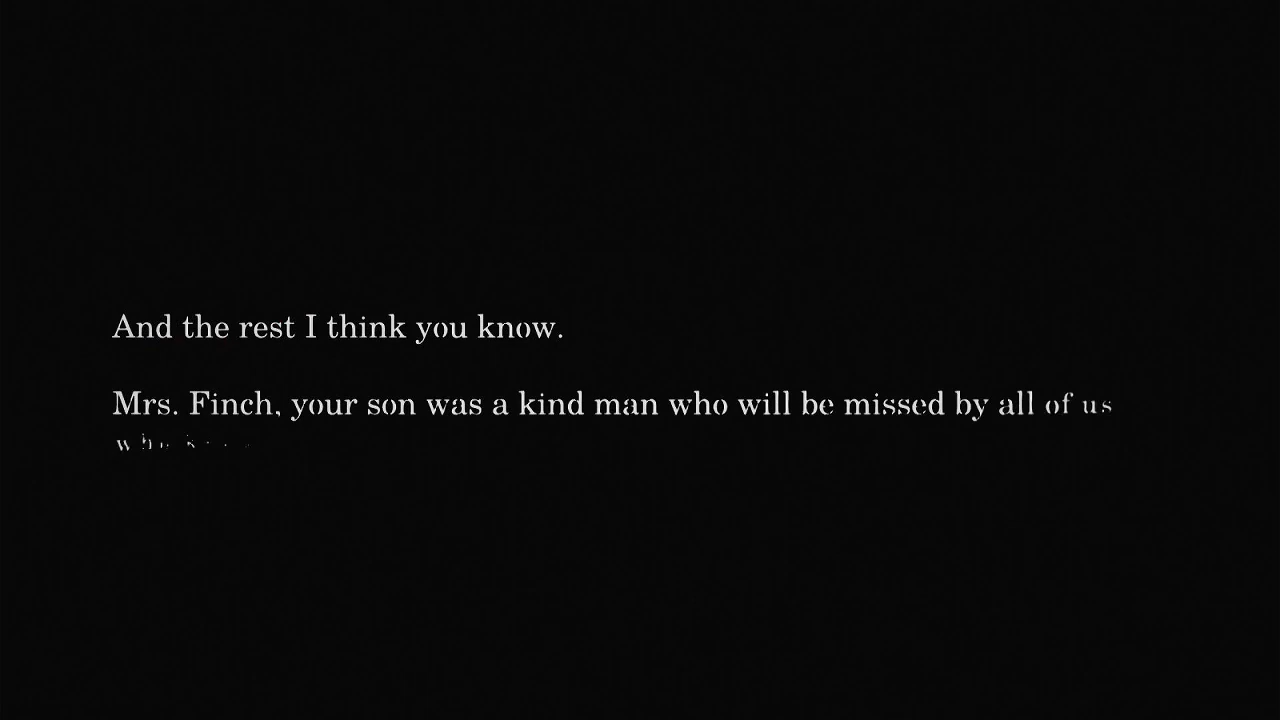 And the rest I think you know.
Mrs. Finch, your son was a kind man who will be missed by all of us
who